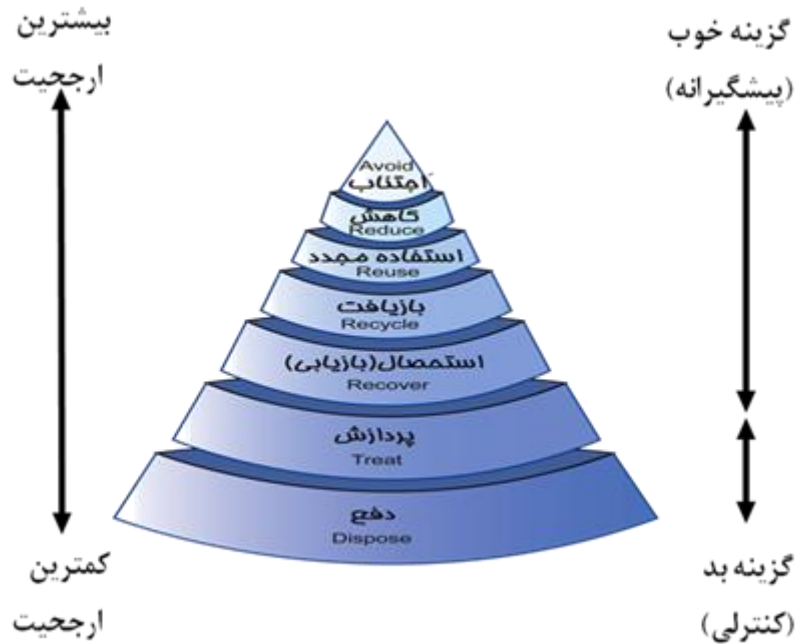 بیشترین
ارجحیت
گزینه خوب
(پیشگیرانه)
Avoid
اجتناب
کاهش
Reduce
استفاده مجدد
Reuse
بازیافت
Recycle
استحصال(بازیابی)
Recover
پردازش
Treat
دفع
Dispose
کمترین
ارجحیت
گزینه بد
(کنترلی)